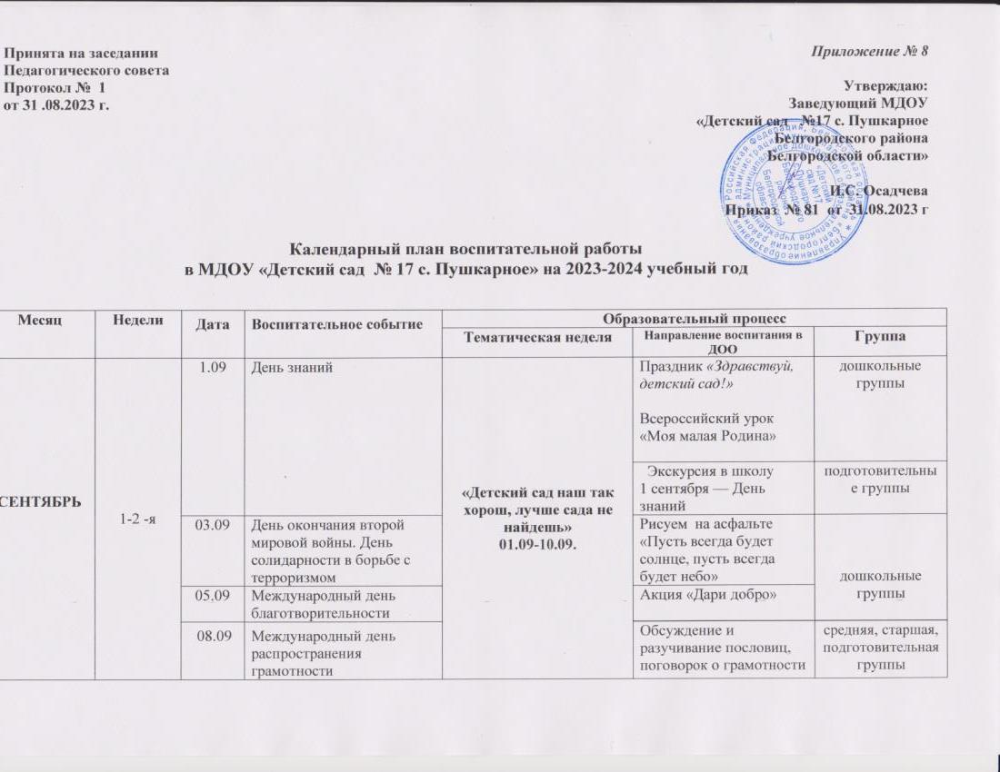 Принята на заседании
Педагогического совета
Протокол № 1
от 31 .08.2023 г.
Приложение № 8
Утверждаю:
Заведующий МДОУ
«Детский сад №17 с. Пушкарное
Белгородского района
Белгородской области»
И.С. Осадчева
Приказ № 81 от 31.08.2023 г
Календарный план воспитательной работы
в МДОУ «Детский сад № 17 с. Пушкарное» на 2023-2024 учебный год
Месяц
Недели
Дата
Воспитательное событие
Образовательный процесс
Тематическая неделя
Направление воспитания в
ДОО
Группа
СЕНТЯБРЬ
1-2 -я
1.09
День знаний
«Детский сад наш так
хорош, лучше сада не
найдешь»
01.09-10.09.
Праздник «Здравствуй,
детский сад!»
Всероссийский урок
«Моя малая Родина»
дошкольные
группы
Экскурсия в школу
1 сентября — День
знаний
подготовительны
е группы
03.09
День окончания второй
мировой войны. День
солидарности в борьбе с
терроризмом
Рисуем на асфальте
«Пусть всегда будет
солнце, пусть всегда
будет небо»
дошкольные
группы
05.09
Международный день
благотворительности
Акция «Дари добро»
08.09
Международный день
распространения
грамотности
Обсуждение и
разучивание пословиц,
поговорок о грамотности
средняя, старшая,
подготовительная
группы